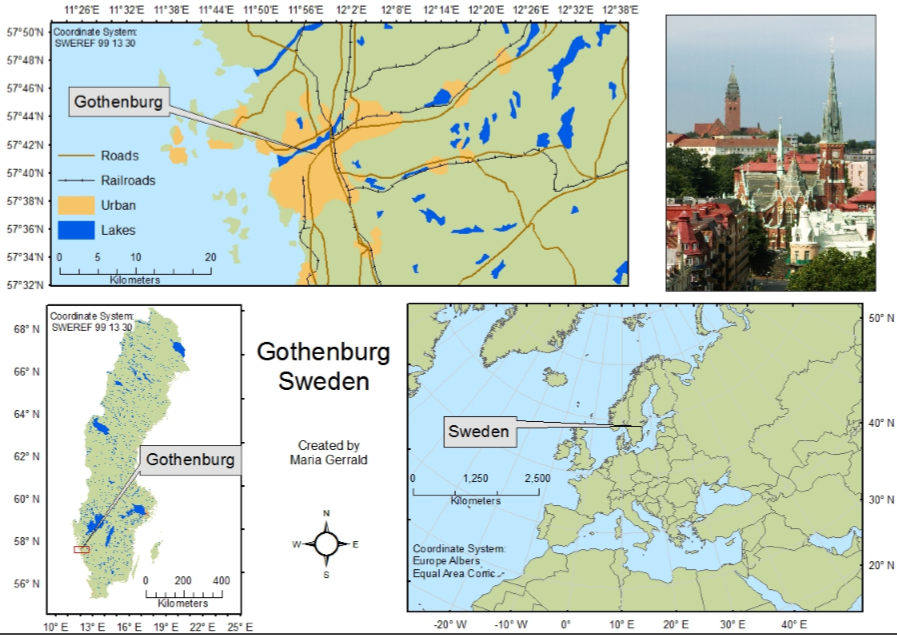 11°26'E 11°32'E 11°38'E 11°44'E 11°50'E 11°56'E 12°2'E 12°8'E 12°14'E 12°20'E 12°26'E 12°32'E 12°38'E
Coordinate System:
SWEREF 99 13 30
57°50'N
57°48'N
57°46'N
57°44'N
57°42'N
57°40'N
57°38'N
57°36'N
57°34'N
57°32'N
Gothenburg
Roads
Railroads
Urban
Lakes
0 5 10 20
Kilometers
Coordinate System:
SWEREF 99 13 30
68° N
66° N
64° N
62° N
60° N
58° N
56° N
Gothenburg
0 200 400
Kilometers
10° E 13° E 16° E 19° E 22° E 25° E
Gothenburg
Sweden
Created by
Maria Gerrald
N
W E
S
Sweden
0 1,250 2,500
Kilometers
Coordinate System:
Europe Albers
Equal Area Conic
50° N
40° N
30° N
20° N
-20° W -10° W 0° 10° E 20° E 30° E 40° E